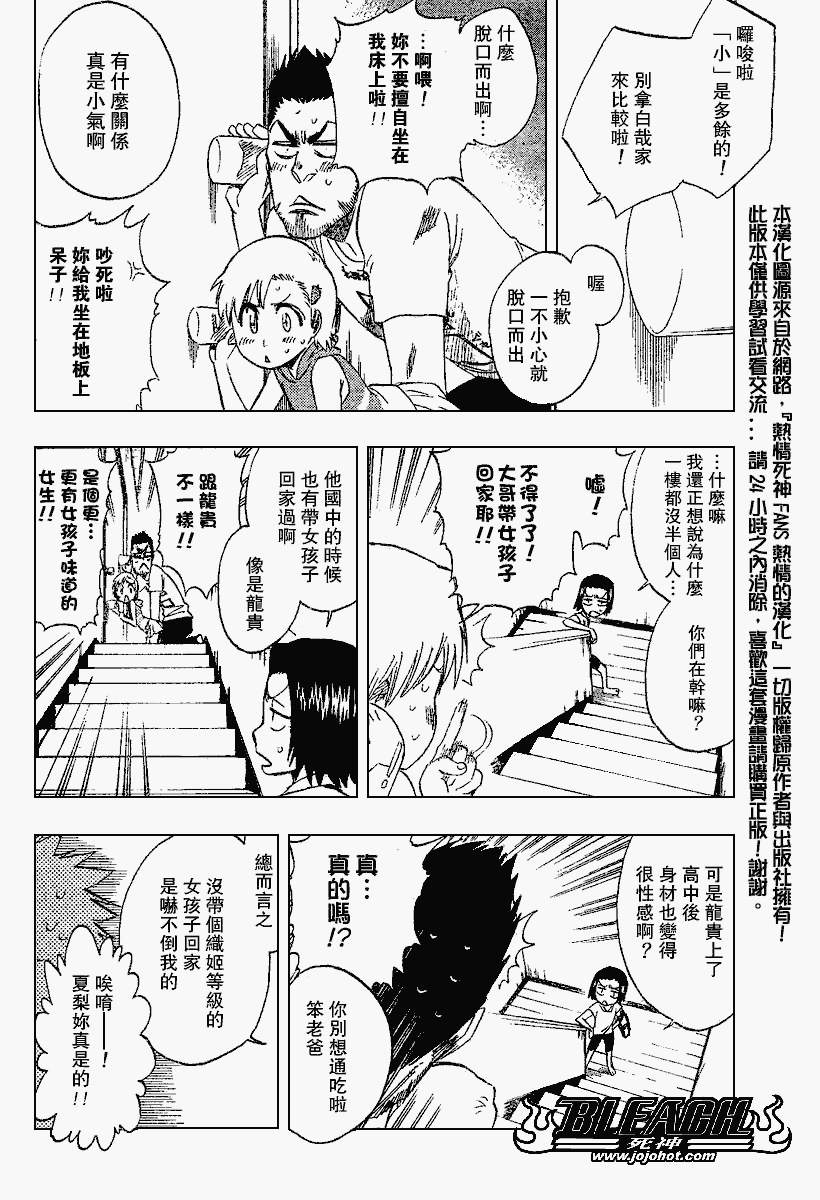 囉唆啦
「小」是多餘的！
別拿白哉家
來比較啦！
什麼
脫口而出啊…
…啊喂！
妳不要擅自坐在
我床上啦！！
有什麼關係
真是小氣啊
喔
抱歉
一不小心就
脫口而出
吵死啦
妳給我坐在地板上
呆子！！
…什麼嘛
我還正想說為什麼
一樓都沒半個人…
你們在幹嘛？
噓！
不得了了！
大哥帶女孩子
回家耶！！
他國中的時候
也有帶女孩子
回家過啊
像是龍貴
跟龍貴
不一樣！！
是個更…
更有女孩子味道的
女生！！
可是龍貴上了
高中後
身材也變得
很性感啊？
真…
真的嗎！？
你別想通吃啦
笨老爸
總而言之
沒帶個織姬等級的
女孩子回家
是嚇不倒我的
唉唷——！
夏梨妳真是的！！
本漢化圖源來自於網路，『熱情死神 FANS 熱情的漢化』一切版權歸原作者與出版社擁有！
此版本僅供學習試看交流… 請 24 小時之內消除，喜歡這套漫畫請購買正版！謝謝。
BLEACH
死神
www.jojohot.com